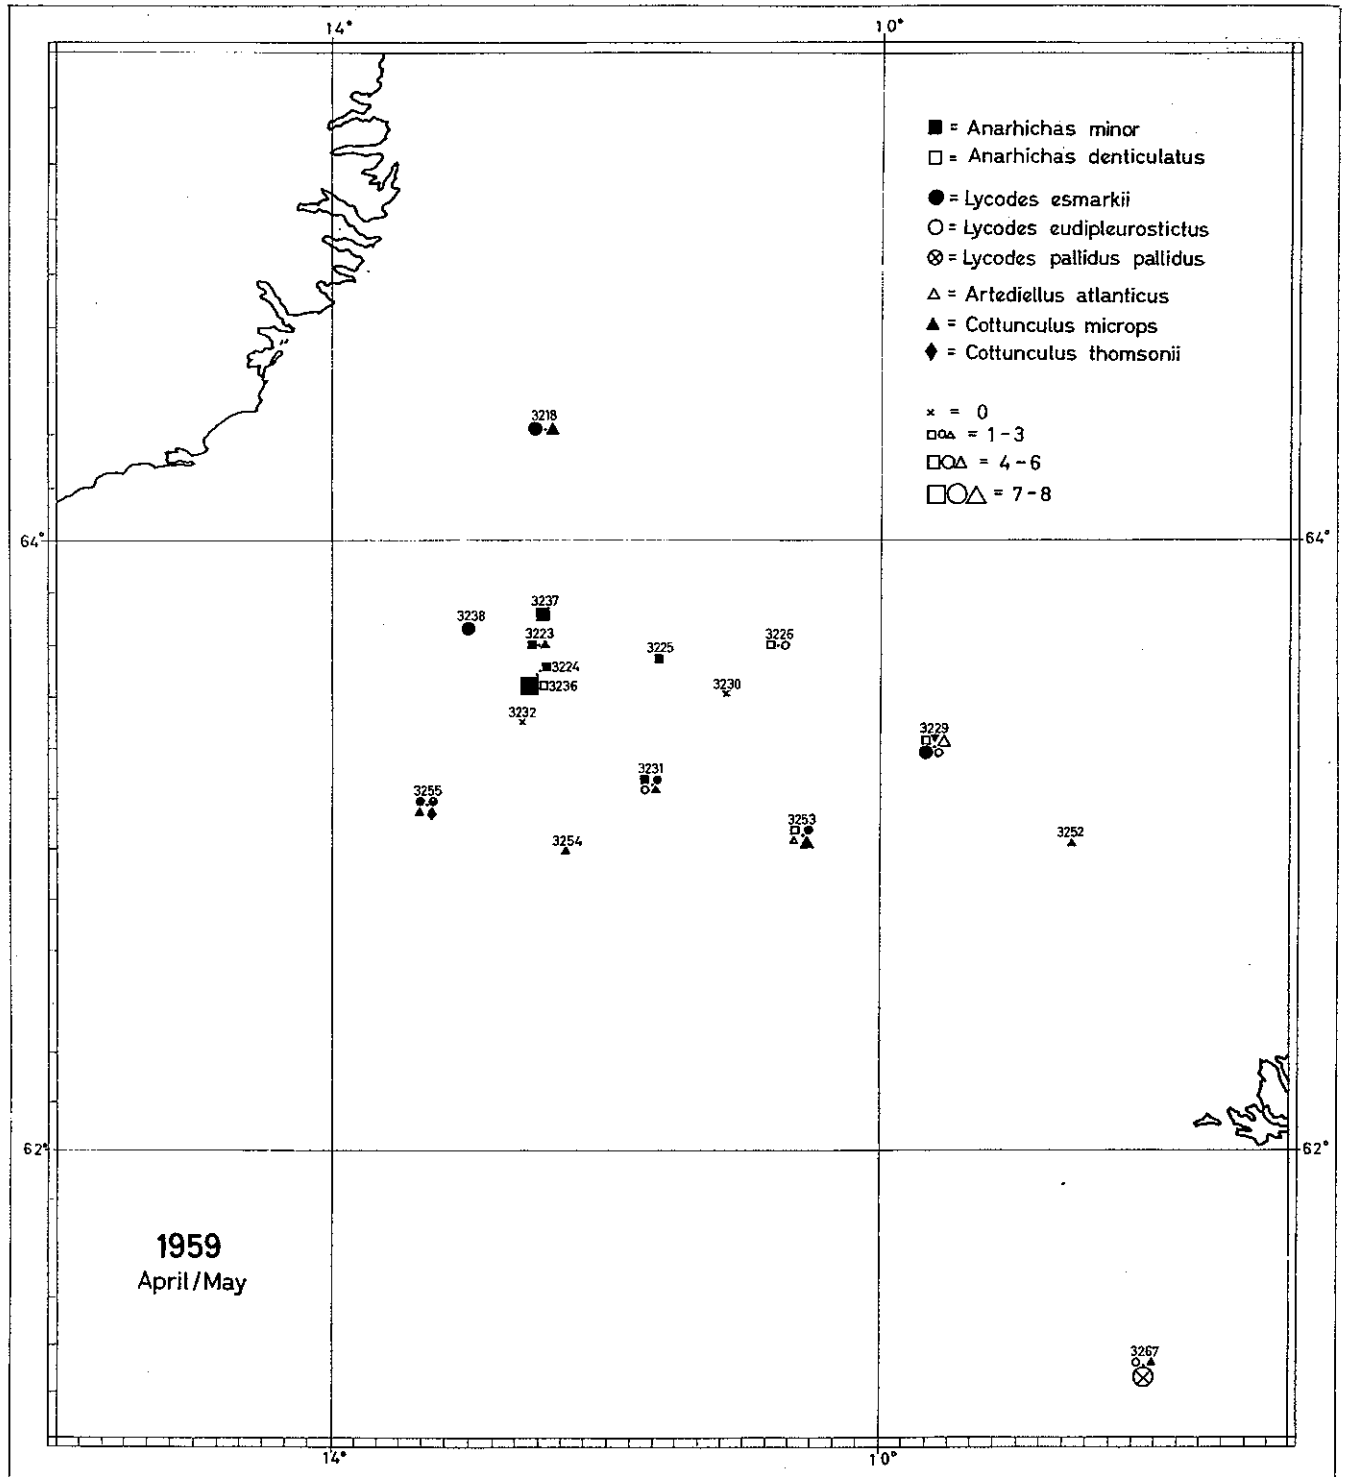 14° 10°
■ = Anarhichas minor
□ = Anarhichas denticulatus
● = Lycodes esmarkii
○ = Lycodes eudipleurostictus
⊗ = Lycodes pallidus pallidus
△ = Artediellus atlanticus
▲ = Cottunculus microps
♦ = Cottunculus thomsonii
× = 0
□○△ = 1-3
□○△ = 4-6
□○△ = 7-8
3218
64° 64°
3237
3238
3223
3226
3225
3224
3230
3236
3232
3229
3231
3255
3253
3252
3254
62° 62°
1959
April/May
3267
14° 10°